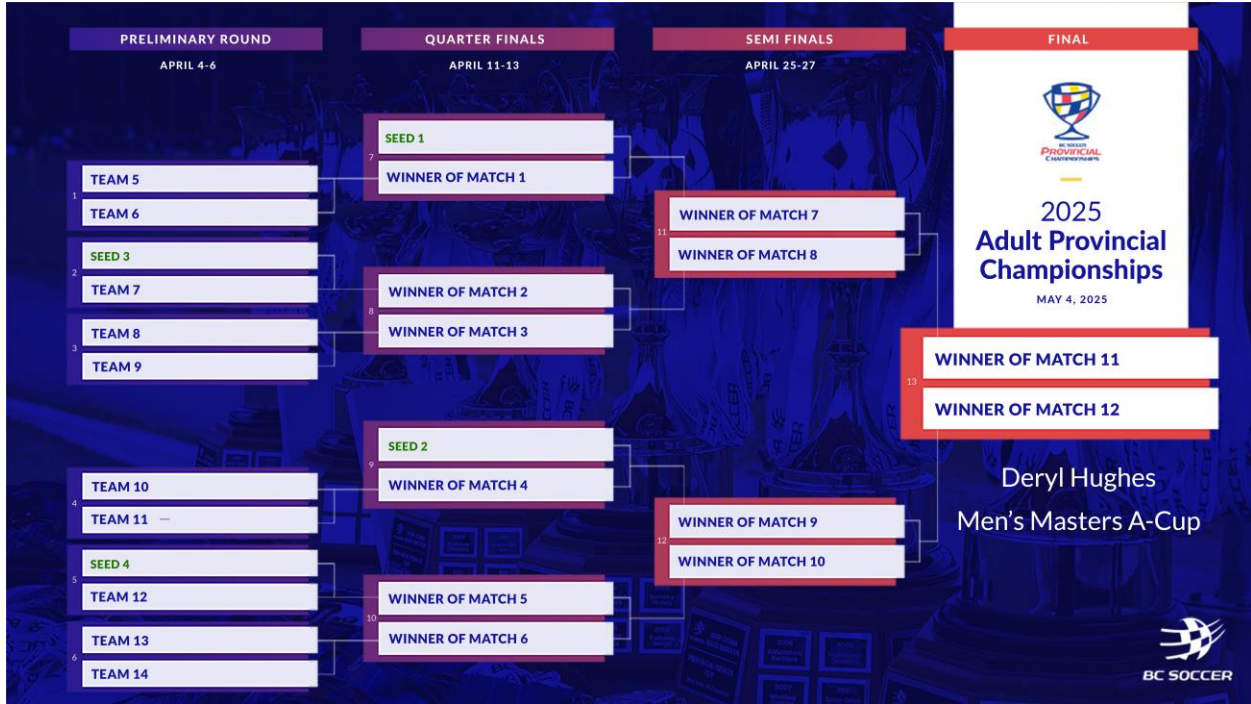 PRELIMINARY ROUND
APRIL 4-6
QUARTER FINALS
APRIL 11-13
SEMI FINALS
APRIL 25-27
FINAL
1
TEAM 5
TEAM 6
2
SEED 3
TEAM 7
3
TEAM 8
TEAM 9
4
TEAM 10
TEAM 11 —
5
SEED 4
TEAM 12
6
TEAM 13
TEAM 14
7
SEED 1
WINNER OF MATCH 1
8
WINNER OF MATCH 2
WINNER OF MATCH 3
9
SEED 2
WINNER OF MATCH 4
10
WINNER OF MATCH 5
WINNER OF MATCH 6
11
WINNER OF MATCH 7
WINNER OF MATCH 8
12
WINNER OF MATCH 9
WINNER OF MATCH 10
BC SOCCER
PROVINCIAL
CHAMPIONSHIPS
2025
Adult Provincial
Championships
MAY 4, 2025
13
WINNER OF MATCH 11
WINNER OF MATCH 12
Deryl Hughes
Men's Masters A-Cup
BC SOCCER